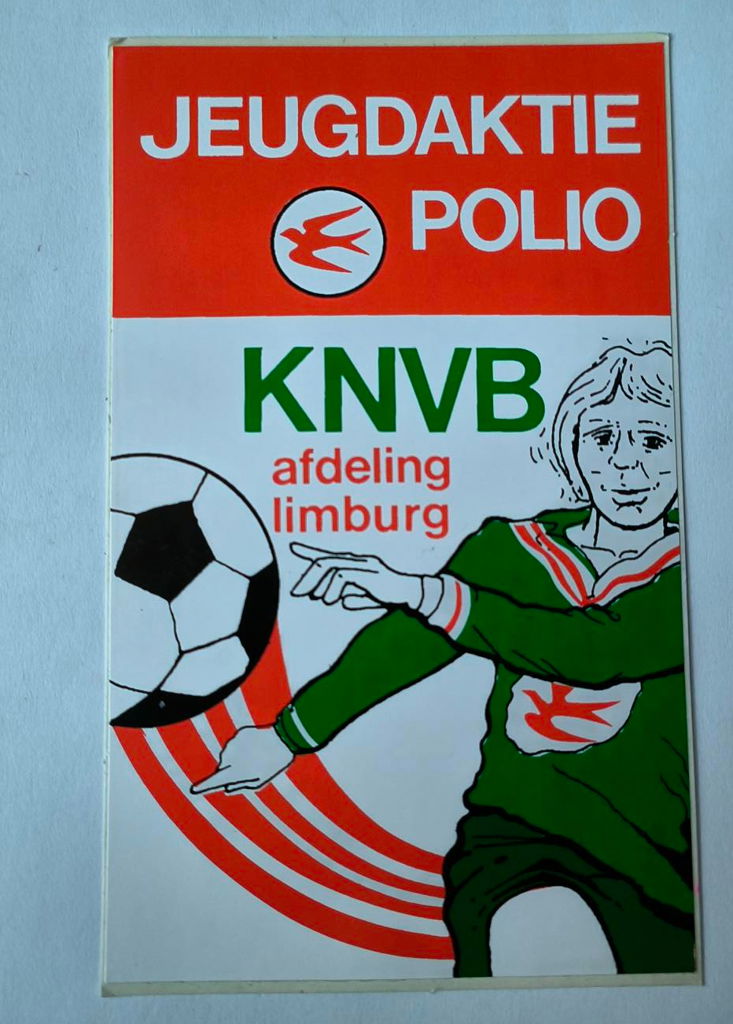 JEUGDAKTIE
POLIO
KNVB
afdeling
limburg